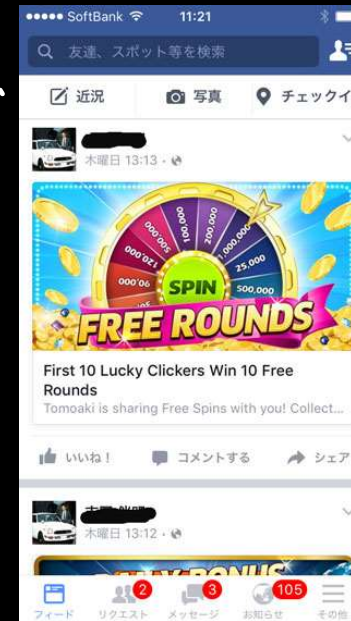 SoftBank 11:21
友達、スポット等を検索
近況 写真 チェックイ
木曜日 13:13
100,000
200,000
1,000,000
25,000
500,000
SPIN
FREE ROUNDS
First 10 Lucky Clickers Win 10 Free
Rounds
Tomoaki is sharing Free Spins with you! Collect...
いいね！ コメントする シェア
木曜日 13:12
2 3 105
フィード リクエスト メッセージ お知らせ その他